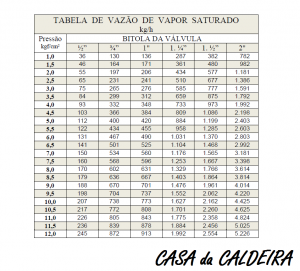 TABELA DE VAZÃO DE VAPOR SATURADO
kg/h
Pressão kgf/cm² BITOLA DA VÁLVULA
½" ¾" 1" 1. ¼" 1. ½" 2"
1,0 36 130 136 287 382 782
1,5 46 164 171 361 480 982
2,0 55 197 206 434 577 1.181
2,5 65 231 241 510 677 1.386
3,0 75 265 276 585 777 1.591
3,5 84 299 312 659 875 1.792
4,0 93 332 348 733 973 1.992
4,5 103 366 384 809 1.086 2.198
5,0 112 400 420 884 1.199 2.403
5,5 122 434 455 958 1.285 2.603
6,0 131 467 490 1.031 1.370 2.803
6,5 141 501 525 1.104 1.468 2.992
7,0 150 534 560 1.176 1.565 3.181
7,5 160 568 596 1.253 1.667 3.398
8,0 170 602 631 1.329 1.766 3.614
8,5 179 636 667 1.403 1.864 3.814
9,0 188 670 701 1.476 1.961 4.014
9,5 198 704 737 1.552 2.062 4.220
10,0 207 738 773 1.627 2.162 4.425
10,5 217 772 808 1.701 2.260 4.625
11,0 226 805 843 1.775 2.358 4.824
11,5 236 839 878 1.884 2.456 5.025
12,0 245 872 913 1.992 2.554 5.226
CASA da CALDEIRA